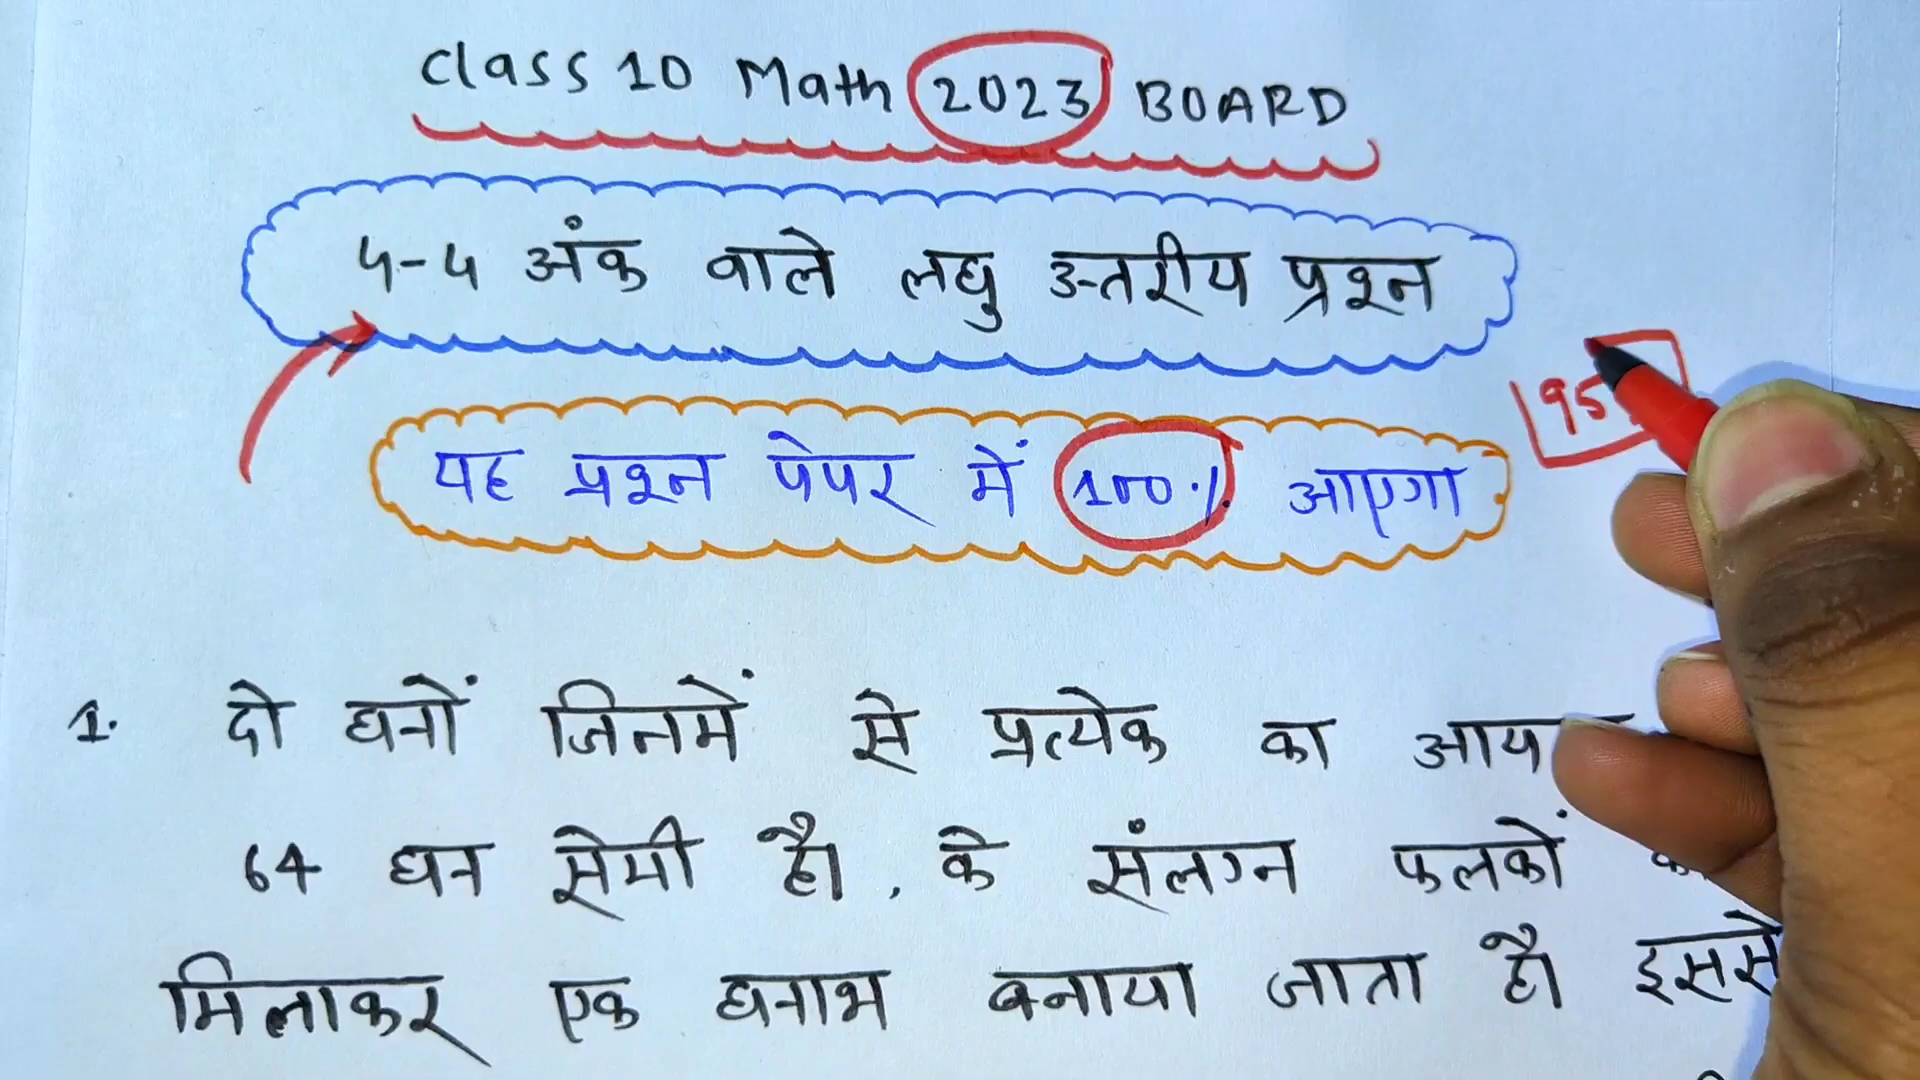 Class 10 Math 2023 BOARD
4-4 अंक वाले लघु उत्तरीय प्रश्न
यह प्रश्न पेपर में 100% आएगा
95
1. दो घनों जिनमें से प्रत्येक का
64 घन सेमी है। , के संलग्न फलकों
मिलाकर एक घनाभ बनाया जाता है। इससे